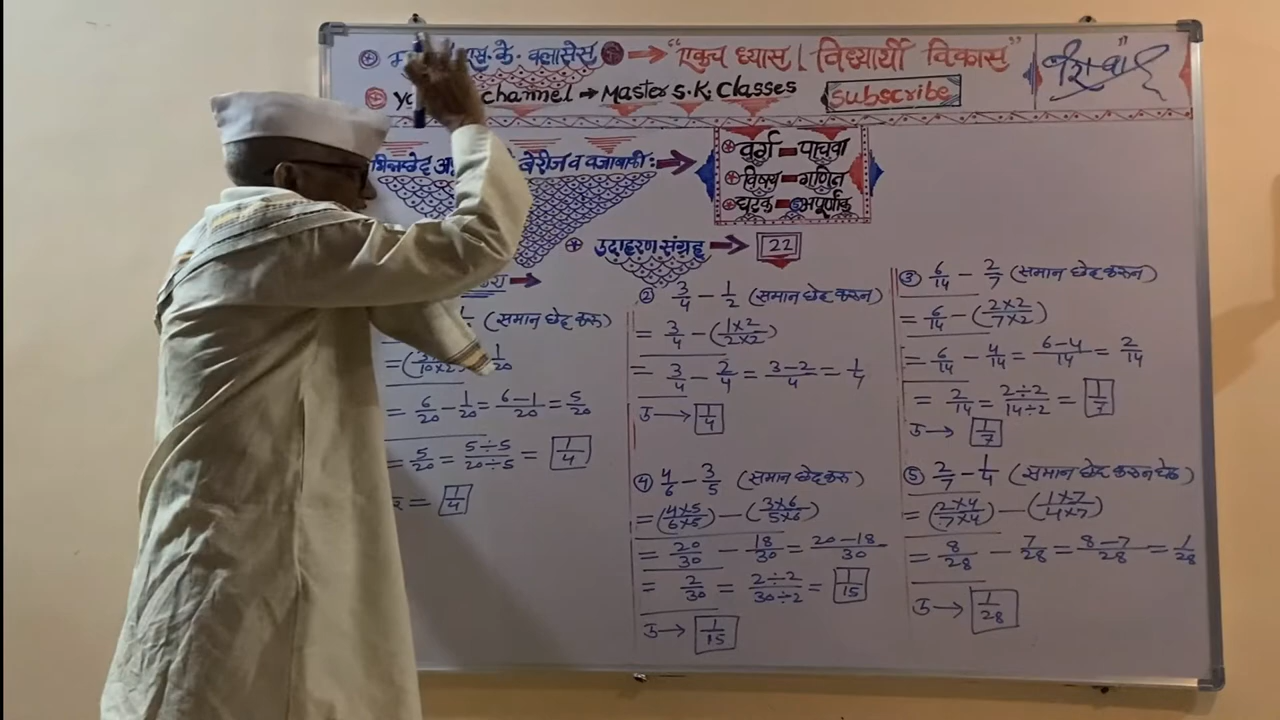 एस.के. क्लासेस → "एकच ध्यास। विद्यार्थी विकास"
channel → Master S.K. Classes Subscribe
बेरीज व वजाबाकी: →
वर्ग = पाचवा
विषय = गणित
घटक = अपूर्णांक
उदाहरणसंग्रह → 22
(समान छेद करू)
1/20
= 6/20 - 1/20 = 6-1/20 = 5/20
= 5/20 = 5÷5/20÷5 = 1/4
= 1/4
② 3/4 - 1/2 (समान छेद करून)
= 3/4 - (1×2/2×2)
= 3/4 - 2/4 = 3-2/4 = 1/4
उ → 1/4
④ 4/6 - 3/5 (समान छेद करू)
= (4×5/6×5) - (3×6/5×6)
= 20/30 - 18/30 = 20-18/30
= 2/30 = 2÷2/30÷2 = 1/15
उ → 1/15
③ 6/14 - 2/7 (समान छेद करुन)
= 6/14 - (2×2/7×2)
= 6/14 - 4/14 = 6-4/14 = 2/14
= 2/14 = 2÷2/14÷2 = 1/7
उ → 1/7
⑤ 2/7 - 1/4 (समान छेद करुन घेऊ)
= (2×4/7×4) - (1×7/4×7)
= 8/28 - 7/28 = 8-7/28 = 1/28
उ → 1/28